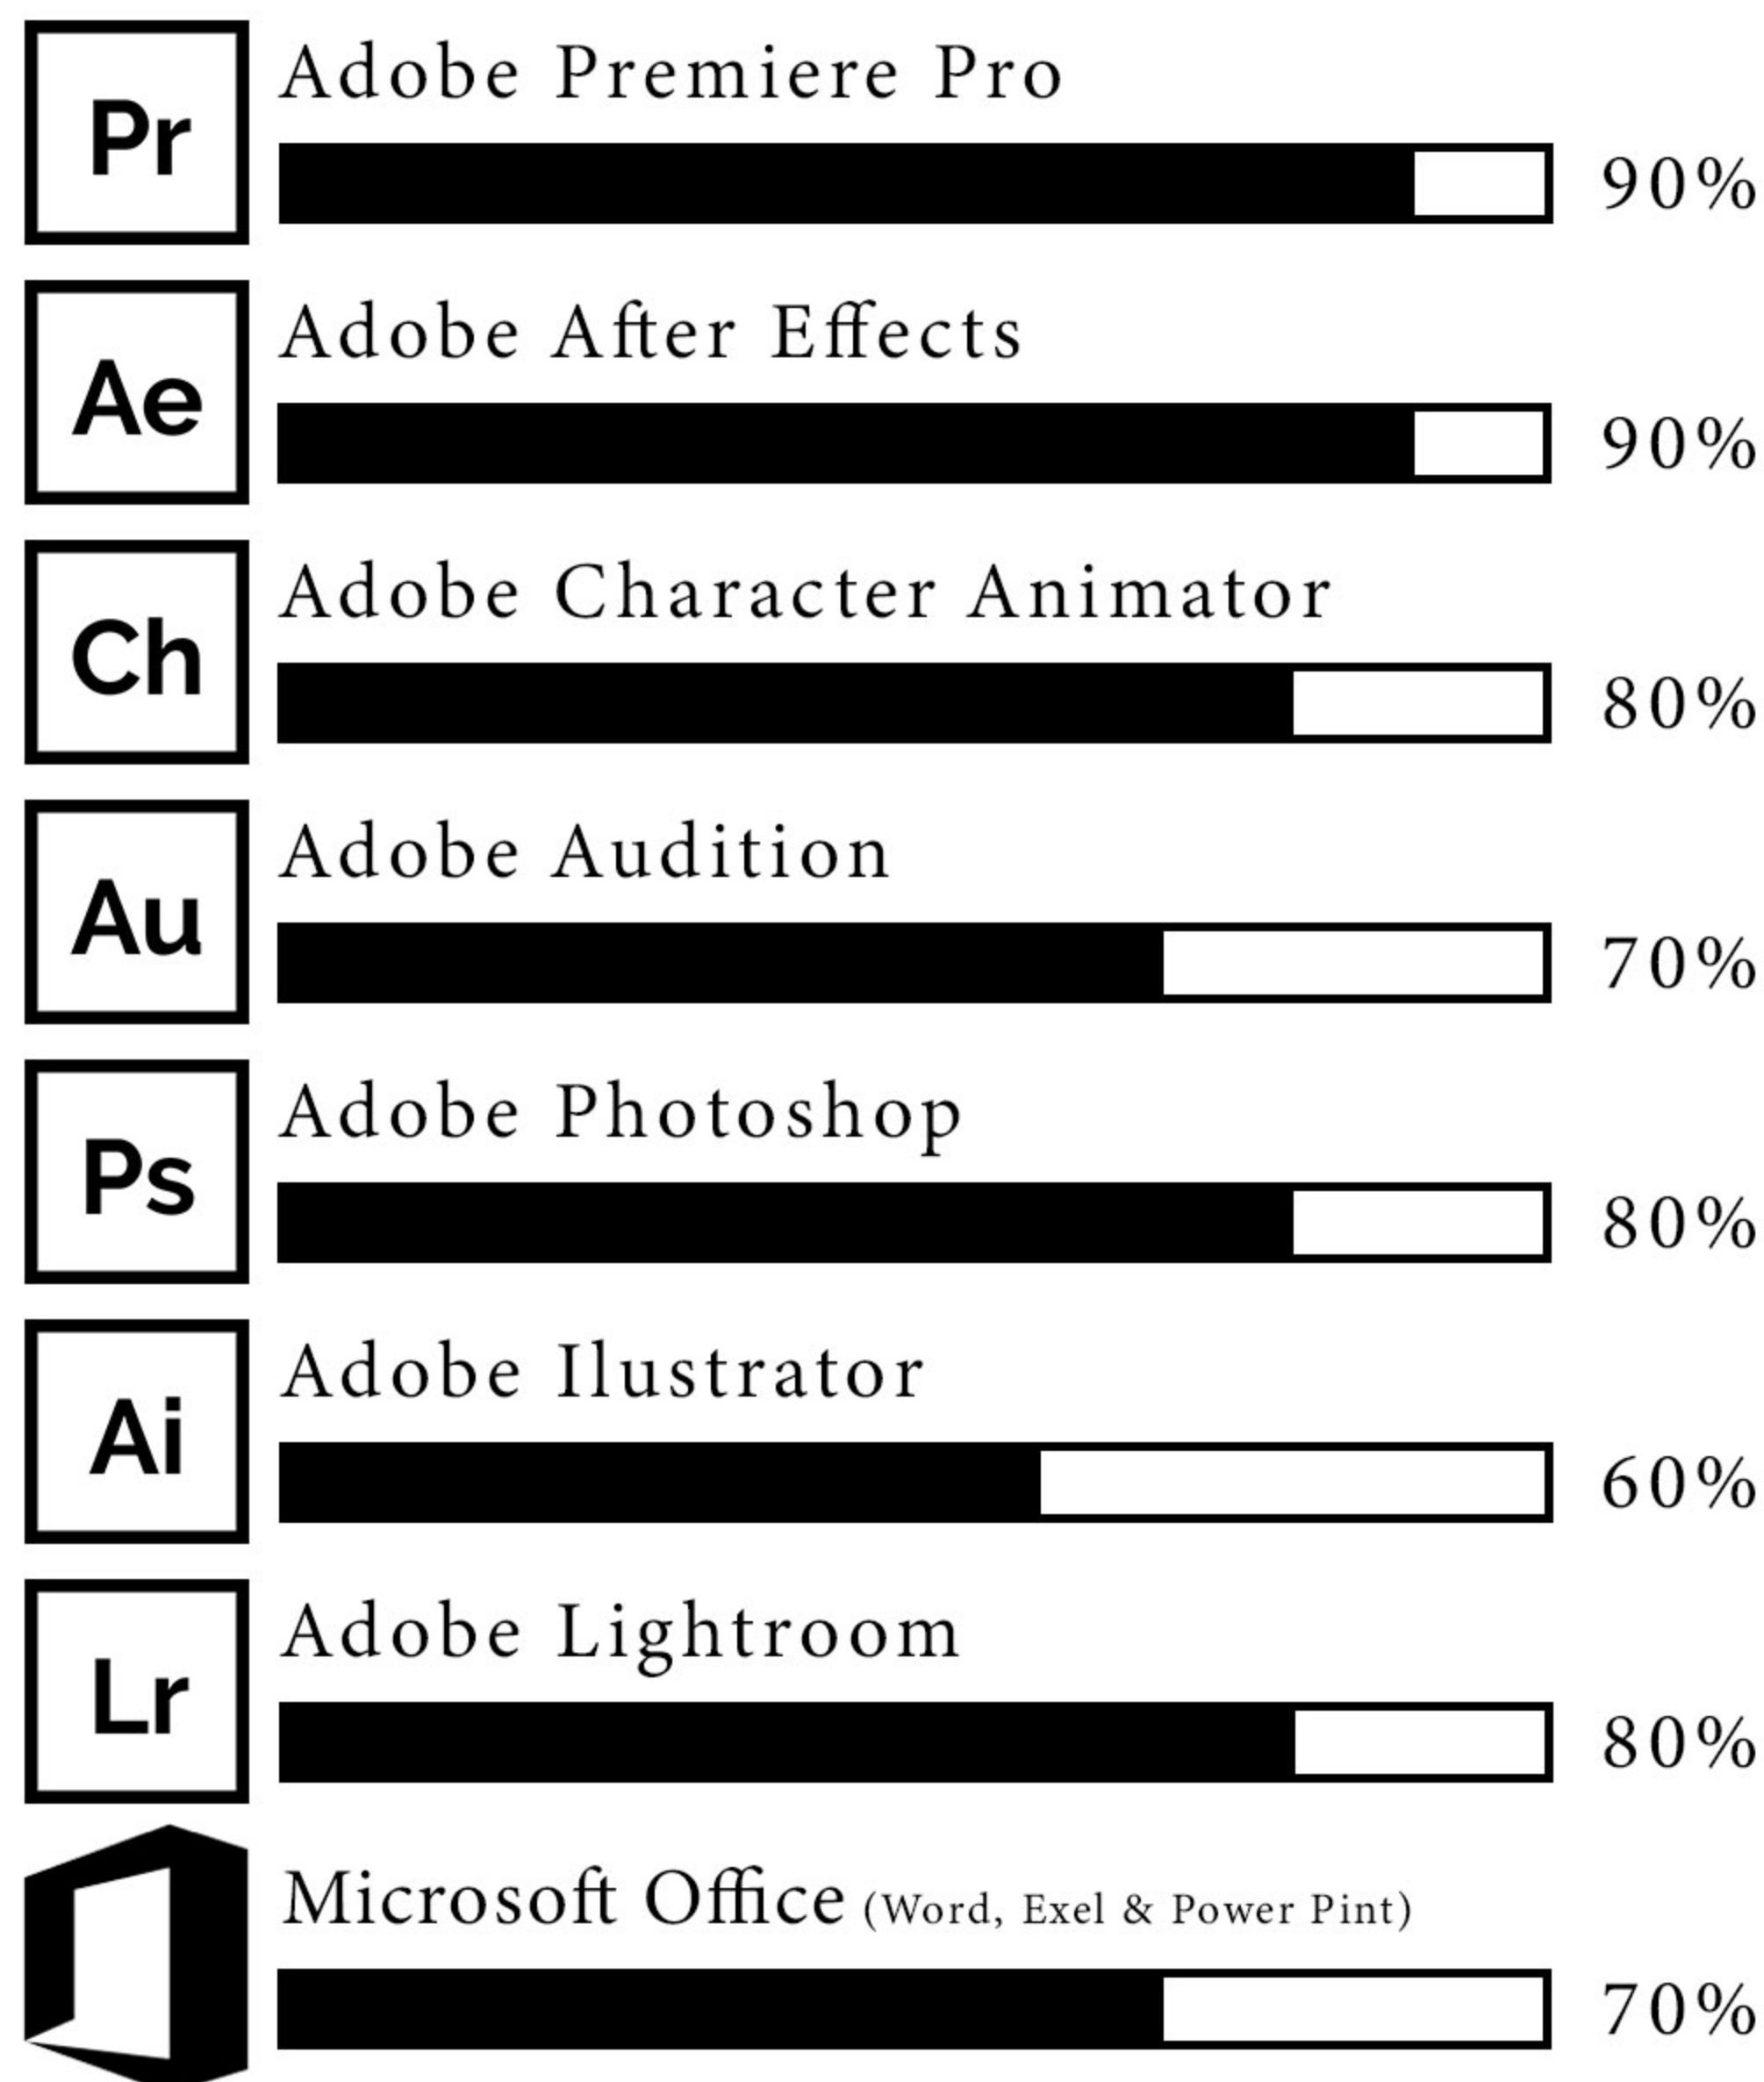 Pr
Adobe Premiere Pro
90%
Ae
Adobe After Effects
90%
Ch
Adobe Character Animator
80%
Au
Adobe Audition
70%
Ps
Adobe Photoshop
80%
Ai
Adobe Ilustrator
60%
Lr
Adobe Lightroom
80%
Microsoft Office (Word, Exel & Power Pint)
70%